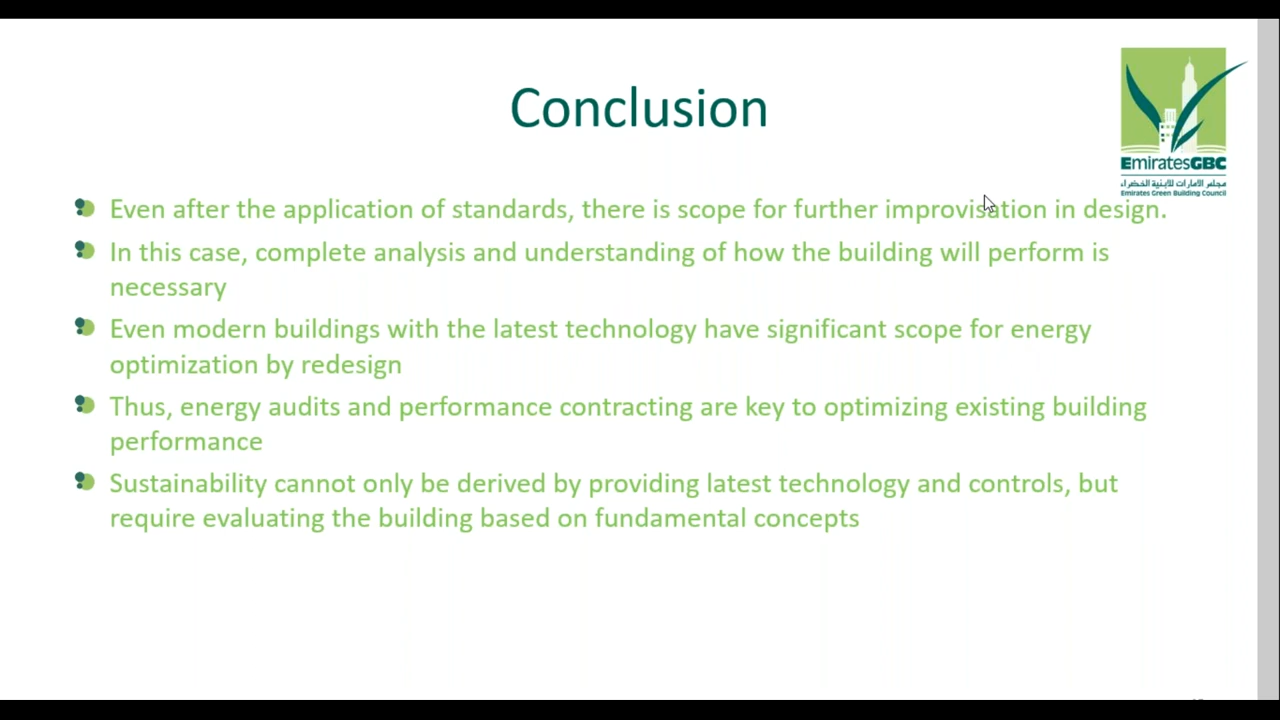 Conclusion
EmiratesGBC
مجلس الامارات للابنية الخضراء
Emirates Green Building Council
Even after the application of standards, there is scope for further improvisation in design.
In this case, complete analysis and understanding of how the building will perform is
necessary
Even modern buildings with the latest technology have significant scope for energy
optimization by redesign
Thus, energy audits and performance contracting are key to optimizing existing building
performance
Sustainability cannot only be derived by providing latest technology and controls, but
require evaluating the building based on fundamental concepts